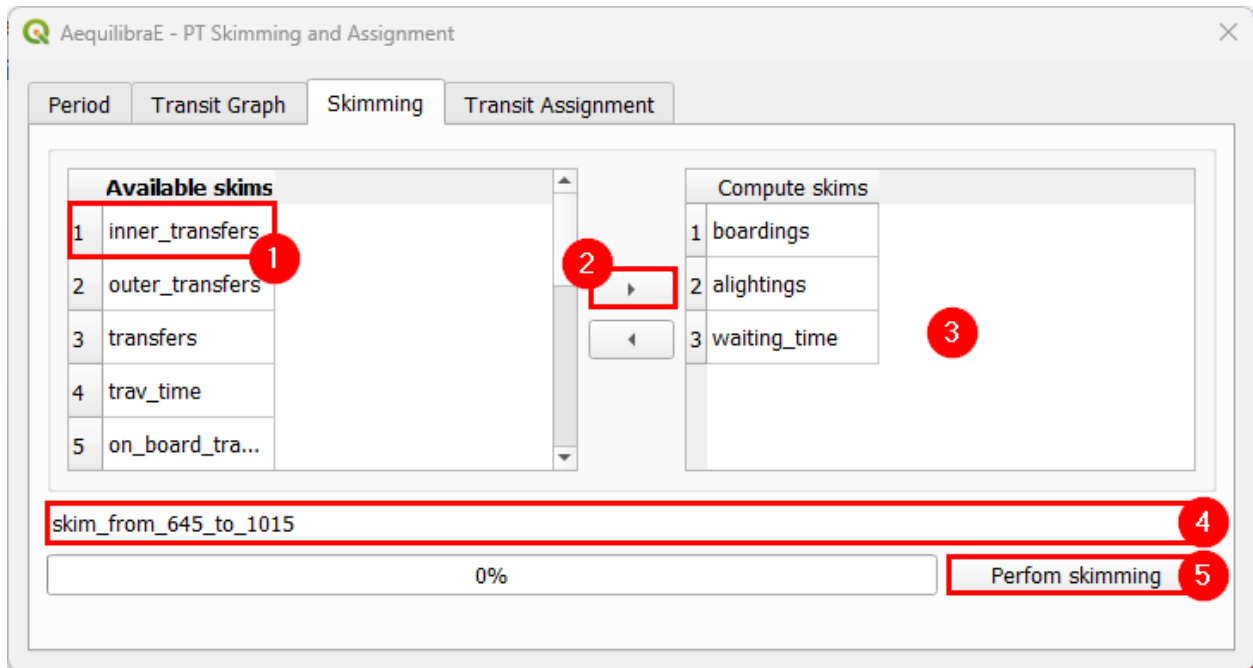 AequilibraE - PT Skimming and Assignment
Period Transit Graph Skimming Transit Assignment
Available skims
1 inner_transfers
1
2 outer_transfers
3 transfers
4 trav_time
5 on_board_tra...
2
Compute skims
1 boardings
2 alightings
3 waiting_time
3
skim_from_645_to_1015
4
0%
Perfom skimming
5